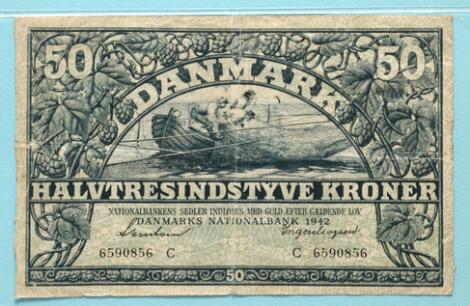 50 50
DANMARK
HALVTRESINDSTYVE KRONER
NATIONALBANKENS SEDLER INDLØSES MED GULD EFTER GÆLDENDE LOV
DANMARKS NATIONALBANK 1942
6590856 C C 6590856
50